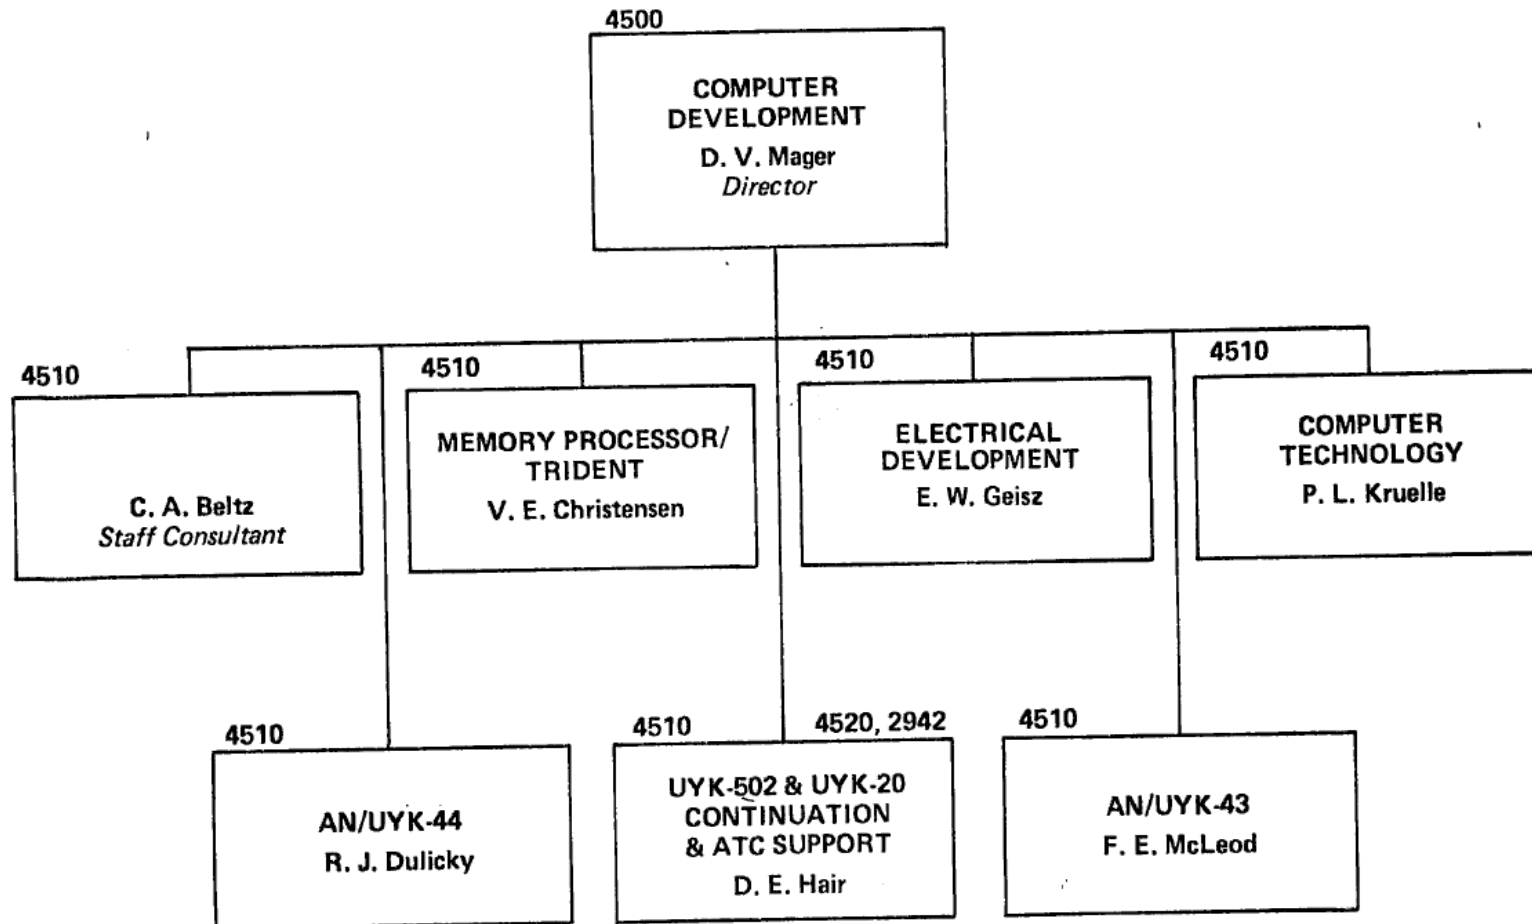 4500
COMPUTER
DEVELOPMENT
D. V. Mager
Director
4510
C. A. Beltz
Staff Consultant
4510
MEMORY PROCESSOR/
TRIDENT
V. E. Christensen
4510
ELECTRICAL
DEVELOPMENT
E. W. Geisz
4510
COMPUTER
TECHNOLOGY
P. L. Kruelle
4510
AN/UYK-44
R. J. Dulicky
4510 4520, 2942
UYK-502 & UYK-20
CONTINUATION
& ATC SUPPORT
D. E. Hair
4510
AN/UYK-43
F. E. McLeod